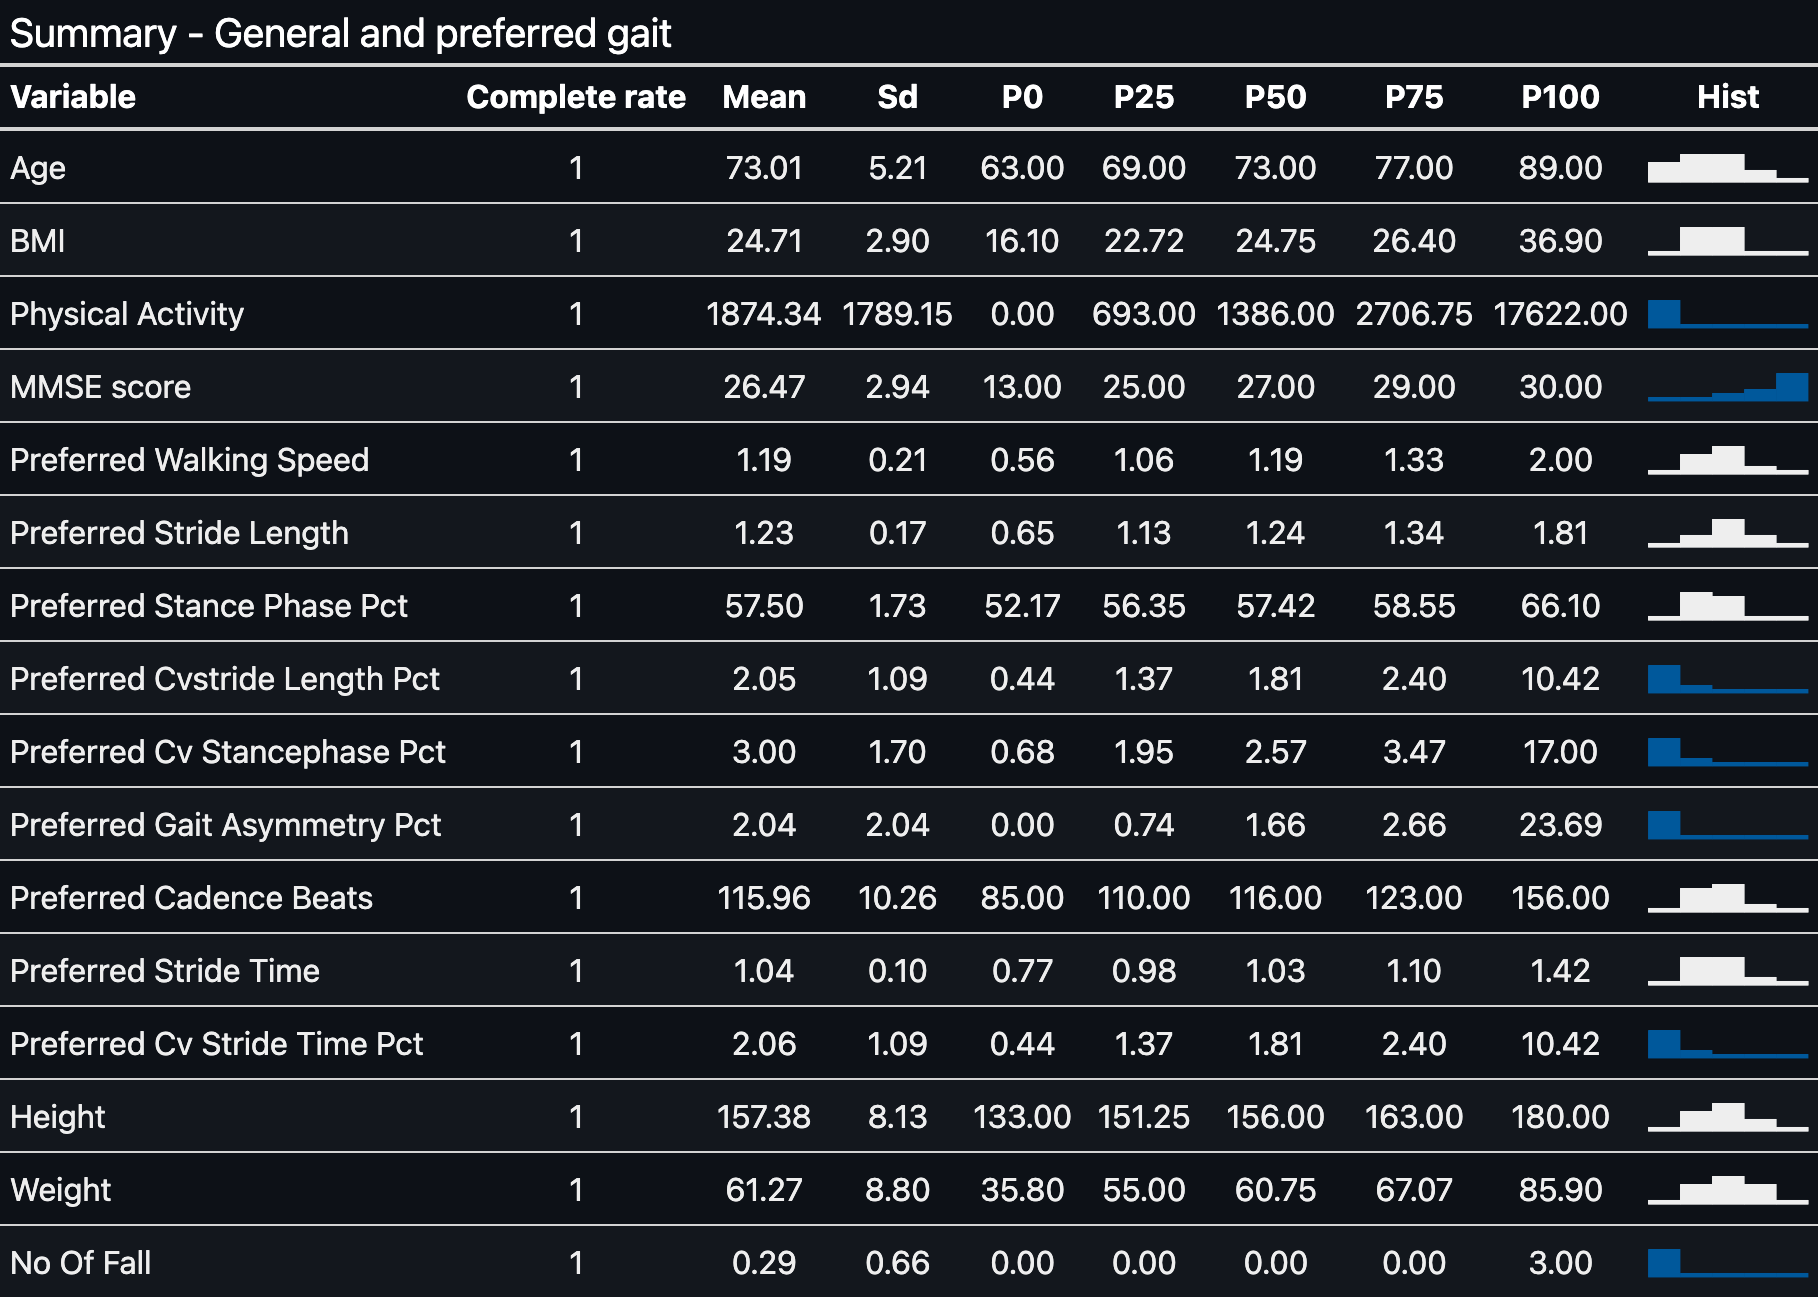 Summary - General and preferred gait
Variable Complete rate Mean Sd P0 P25 P50 P75 P100 Hist
Age 1 73.01 5.21 63.00 69.00 73.00 77.00 89.00
BMI 1 24.71 2.90 16.10 22.72 24.75 26.40 36.90
Physical Activity 1 1874.34 1789.15 0.00 693.00 1386.00 2706.75 17622.00
MMSE score 1 26.47 2.94 13.00 25.00 27.00 29.00 30.00
Preferred Walking Speed 1 1.19 0.21 0.56 1.06 1.19 1.33 2.00
Preferred Stride Length 1 1.23 0.17 0.65 1.13 1.24 1.34 1.81
Preferred Stance Phase Pct 1 57.50 1.73 52.17 56.35 57.42 58.55 66.10
Preferred Cvstride Length Pct 1 2.05 1.09 0.44 1.37 1.81 2.40 10.42
Preferred Cv Stancephase Pct 1 3.00 1.70 0.68 1.95 2.57 3.47 17.00
Preferred Gait Asymmetry Pct 1 2.04 2.04 0.00 0.74 1.66 2.66 23.69
Preferred Cadence Beats 1 115.96 10.26 85.00 110.00 116.00 123.00 156.00
Preferred Stride Time 1 1.04 0.10 0.77 0.98 1.03 1.10 1.42
Preferred Cv Stride Time Pct 1 2.06 1.09 0.44 1.37 1.81 2.40 10.42
Height 1 157.38 8.13 133.00 151.25 156.00 163.00 180.00
Weight 1 61.27 8.80 35.80 55.00 60.75 67.07 85.90
No Of Fall 1 0.29 0.66 0.00 0.00 0.00 0.00 3.00